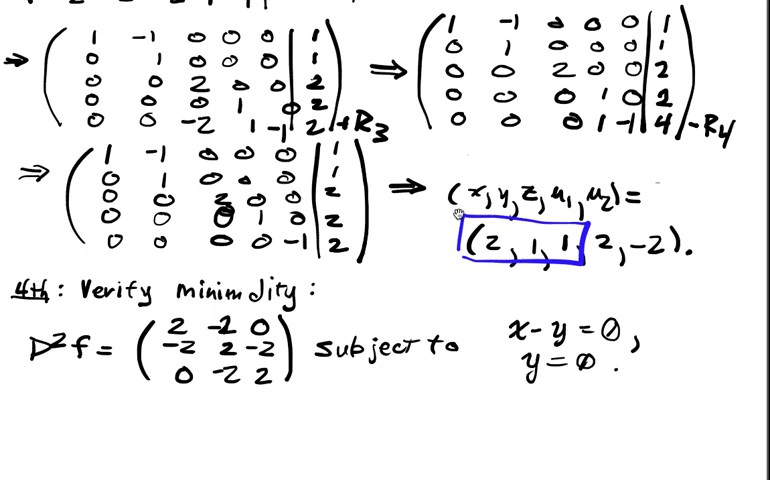 ⇒ ( 1 -1 0 0 0 | 1 ) ⇒ ( 1 -1 0 0 0 | 1 )
0 1 0 0 0 | 1 0 1 0 0 0 | 1
0 0 2 0 0 | 2 0 0 2 0 0 | 2
0 0 0 1 0 | 2 0 0 0 1 0 | 2
0 0 -2 1 -1 | 2 +R3 0 0 0 1 -1 | 4 -R4
⇒ ( 1 -1 0 0 0 | 1 ) ⇒ (x, y, z, μ1, μ2) =
0 1 0 0 0 | 1
0 0 2 0 0 | 2
0 0 0 1 0 | 2 (2, 1, 1, 2, -2).
0 0 0 0 -1 | 2
4th: Verify minimality:
∇²f = ( 2 -2 0 ) subject to x - y = 0,
-2 2 -2 y = 0.
0 -2 2